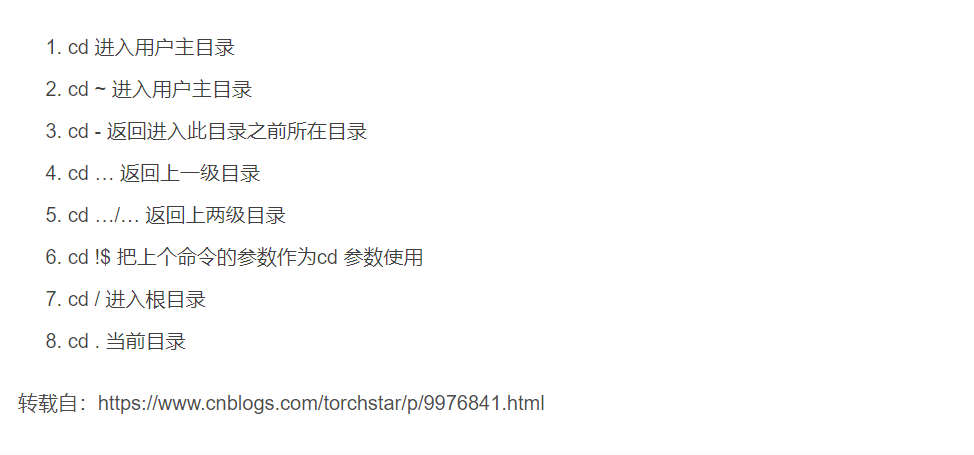 1. cd 进入用户主目录
2. cd ~ 进入用户主目录
3. cd - 返回进入此目录之前所在目录
4. cd … 返回上一级目录
5. cd …/… 返回上两级目录
6. cd !$ 把上个命令的参数作为cd 参数使用
7. cd / 进入根目录
8. cd . 当前目录
转载自：https://www.cnblogs.com/torchstar/p/9976841.html